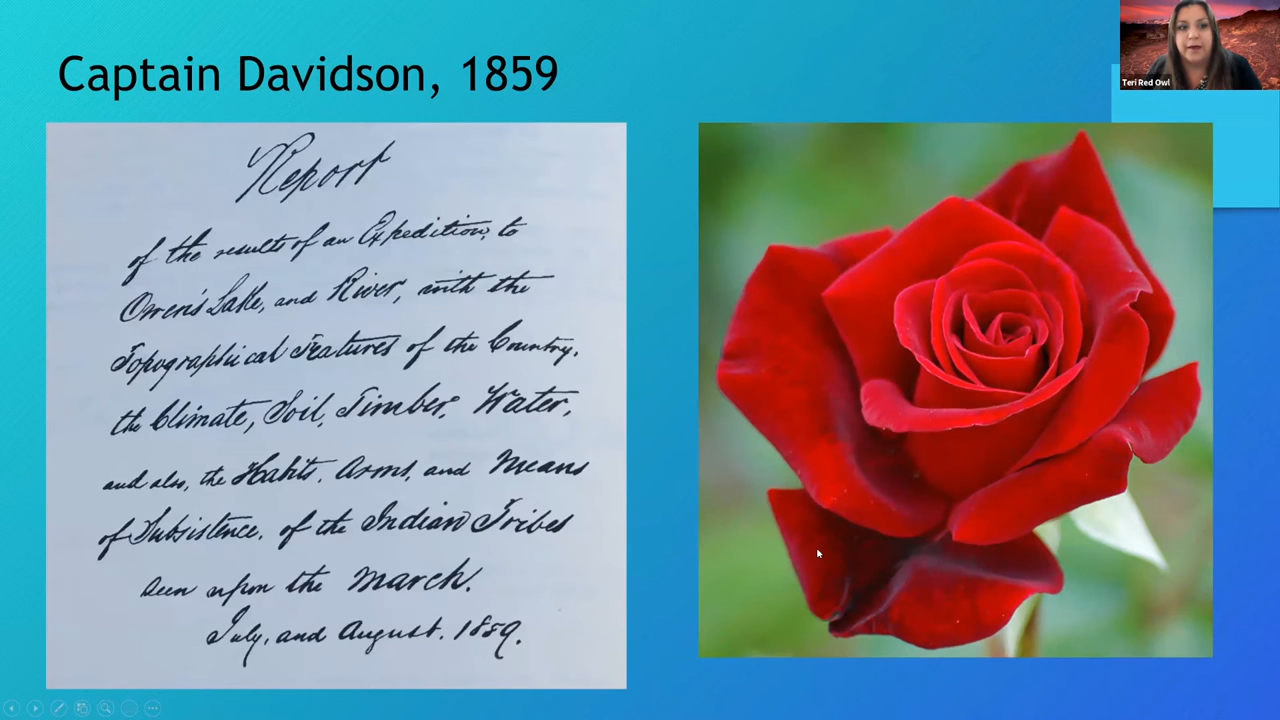 Captain Davidson, 1859
Teri Red Owl
Report
of the results of an Expedition, to
Owen's Lake, and River, with the
Topographical Features of the Country,
the Climate, Soil, Timber, Water,
and also, the Habits, Arms, and Means
of Subsistence, of the Indian Tribes
seen upon the March.
July, and August. 1859.